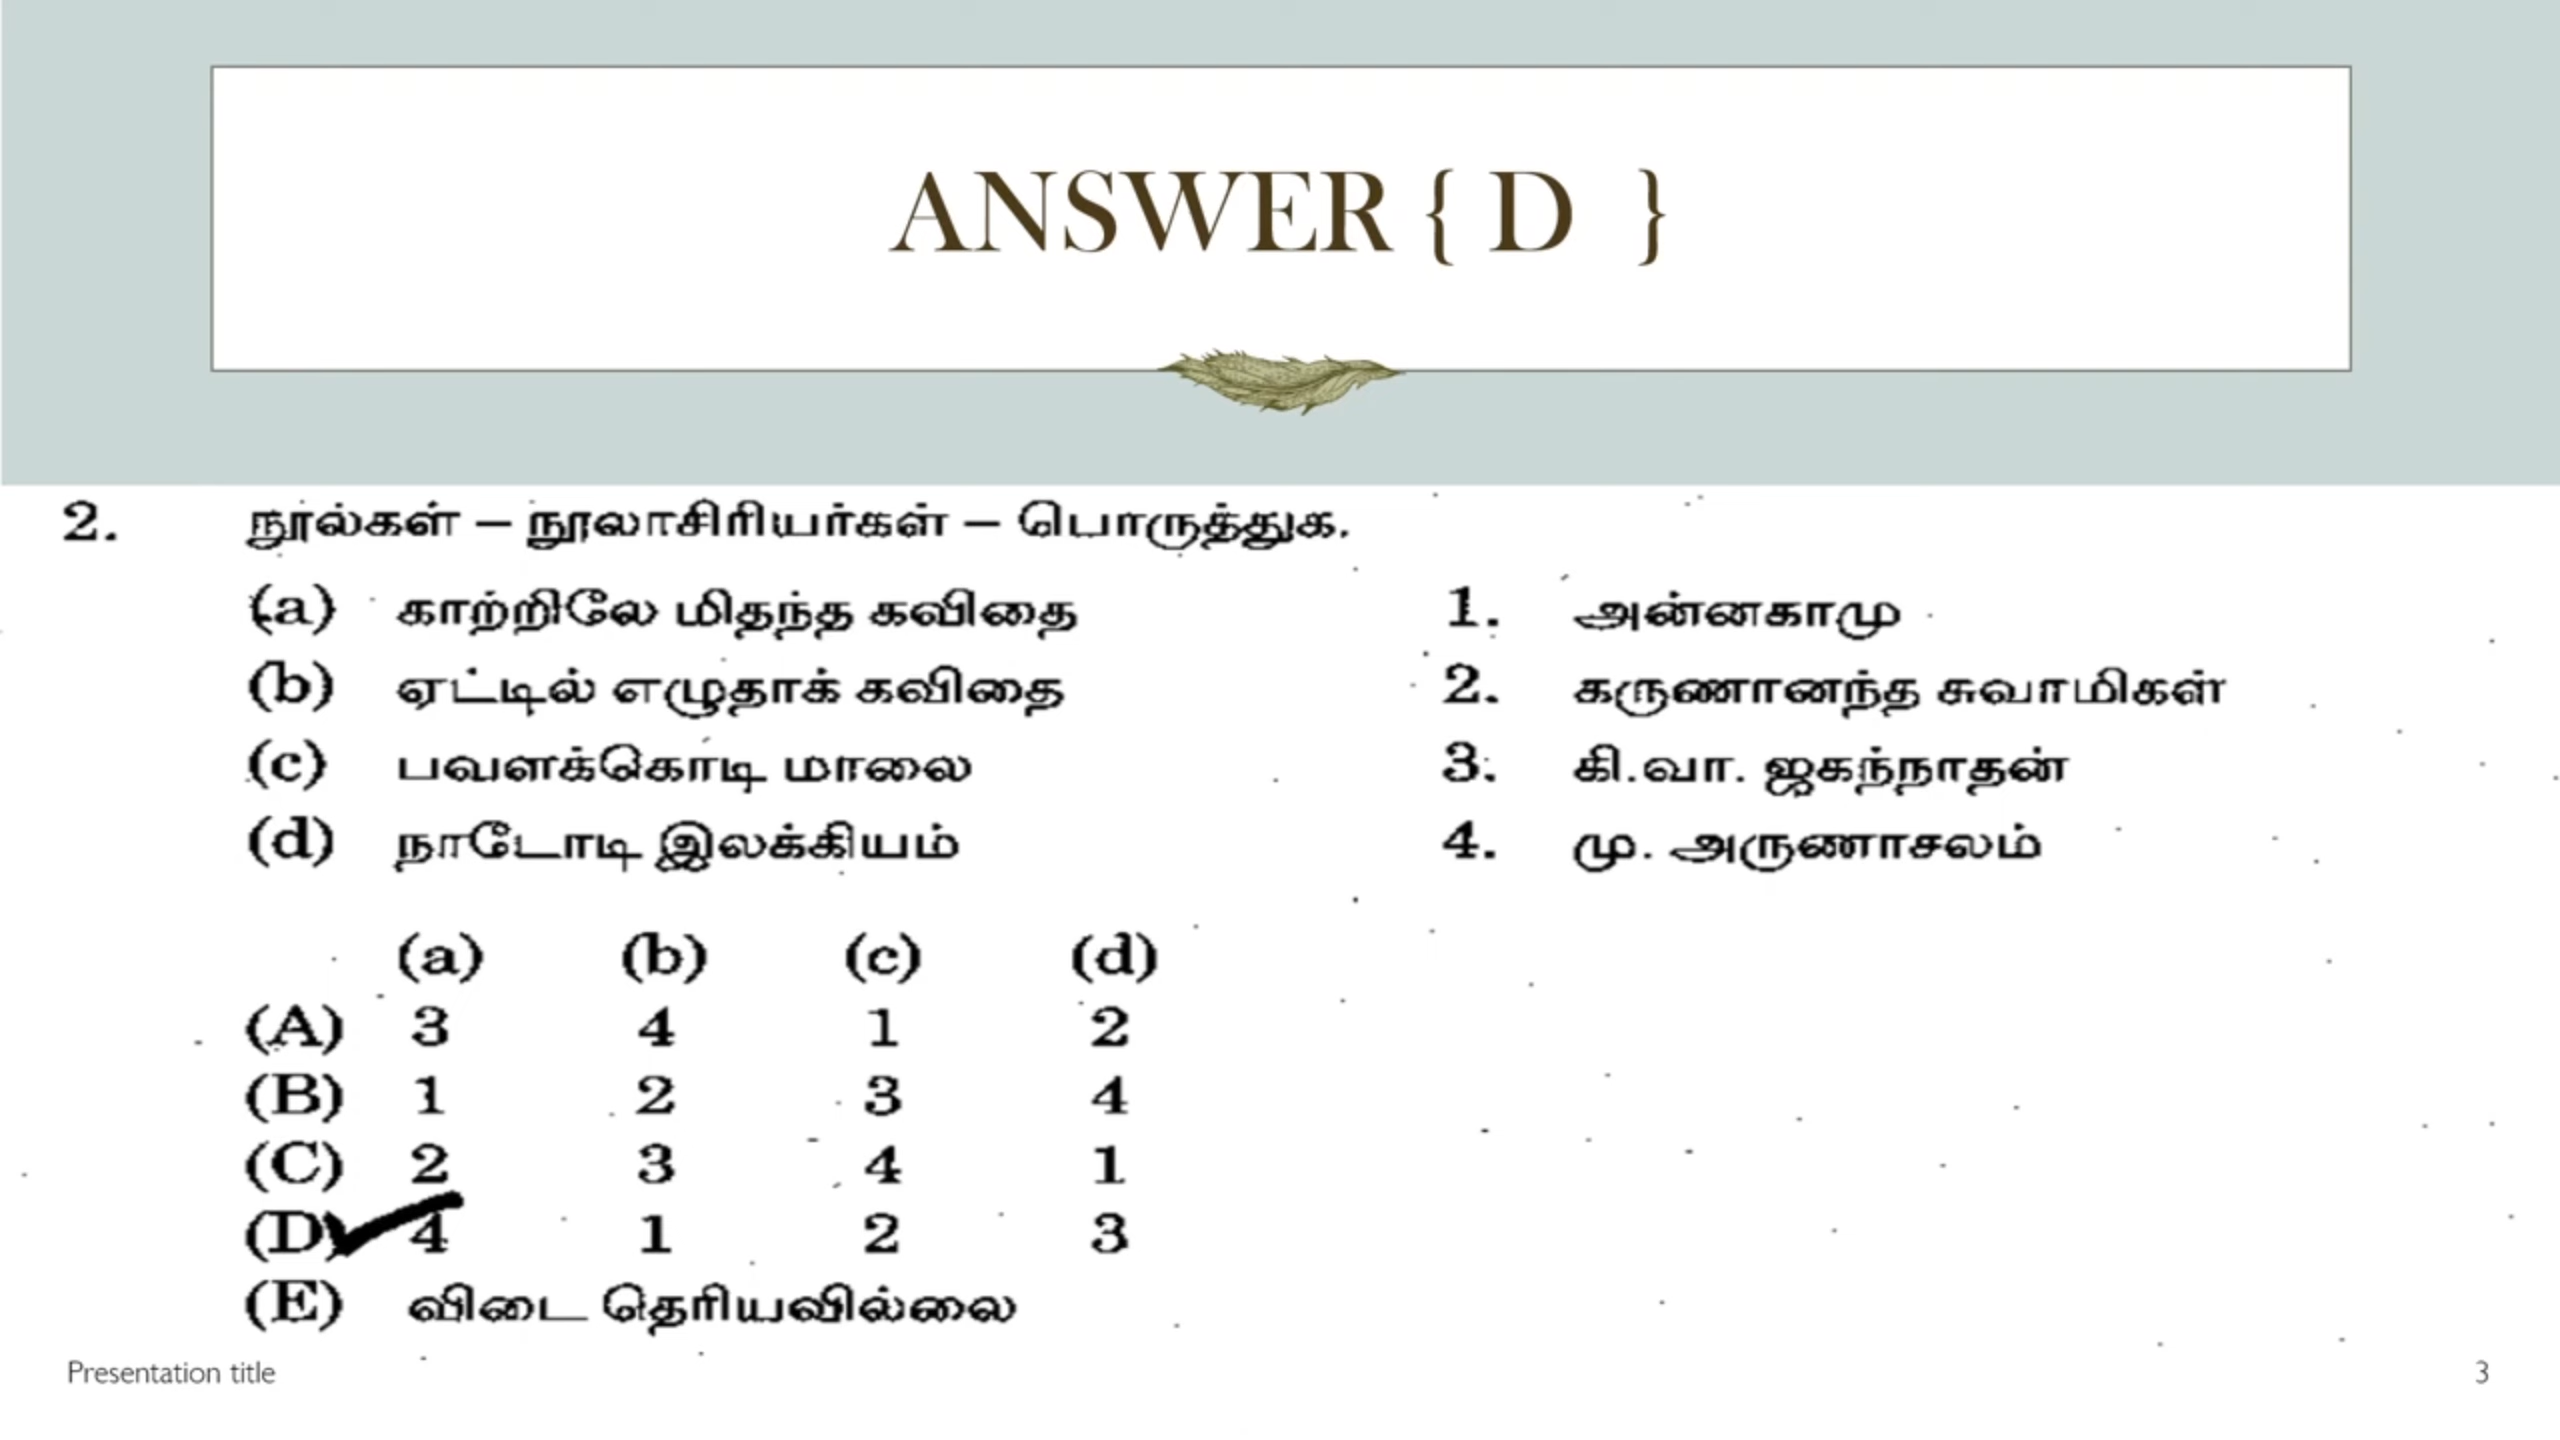 ANSWER { D }
2. நூல்கள் – நூலாசிரியர்கள் – பொருத்துக.
(a) காற்றிலே மிதந்த கவிதை 1. அன்னகாமு
(b) ஏட்டில் எழுதாக் கவிதை 2. கருணானந்த சுவாமிகள்
(c) பவளக்கொடி மாலை 3. கி.வா. ஜகந்நாதன்
(d) நாடோடி இலக்கியம் 4. மு. அருணாசலம்
(a) (b) (c) (d)
(A) 3 4 1 2
(B) 1 2 3 4
(C) 2 3 4 1
(D) 4 1 2 3
(E) விடை தெரியவில்லை
Presentation title 3